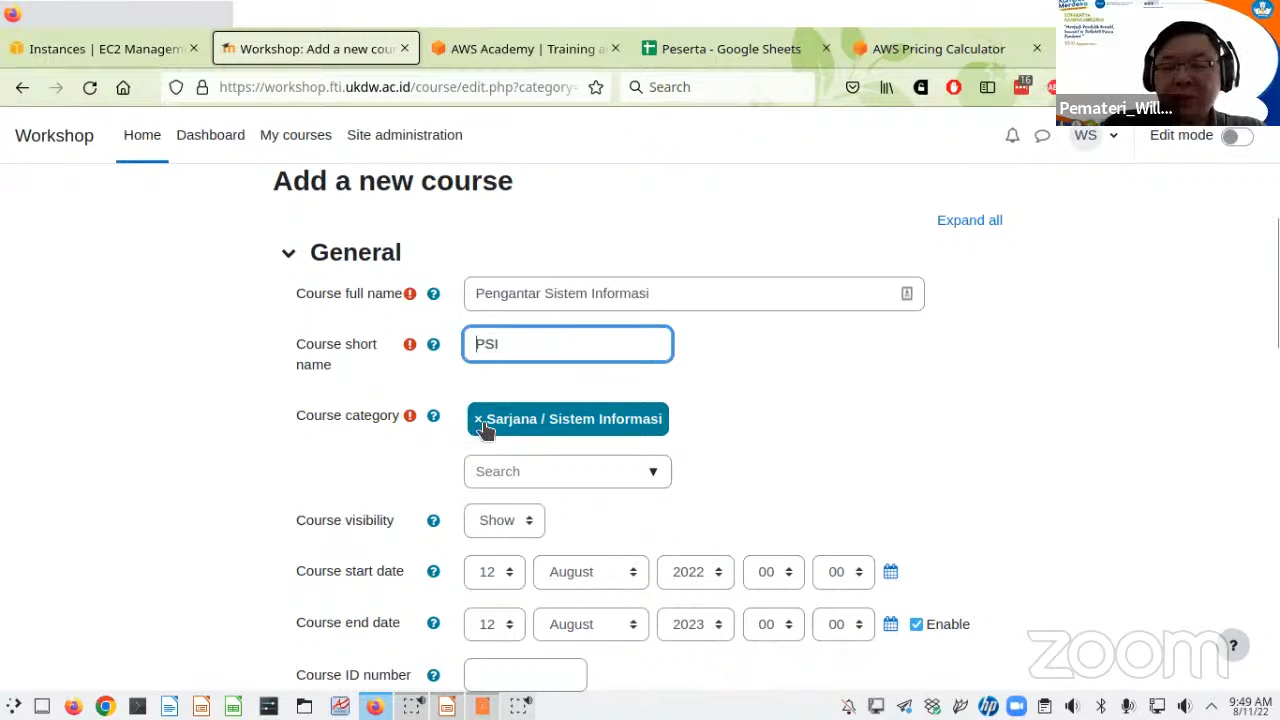 Instances | EC2 Managem
Workshop: Add a new c
AWS Academy
Peserta - Google Sheets
AWS Pricing Calculator
https://workshop.fti.ukdw.ac.id/course/edit.php?category=
Search
16
Pemateri_Will...
Workshop
Home
Dashboard
My courses
Site administration
WS
Edit mode
Add a new course
Expand all
General
Course full name
Pengantar Sistem Informasi
Course short
name
PSI
Course category
× Sarjana / Sistem Informasi
Search
Course visibility
Show
Course start date
12
August
2022
00
00
Course end date
12
August
2023
00
00
Enable
Course ID number
zoom
9:49 AM
8/11/22